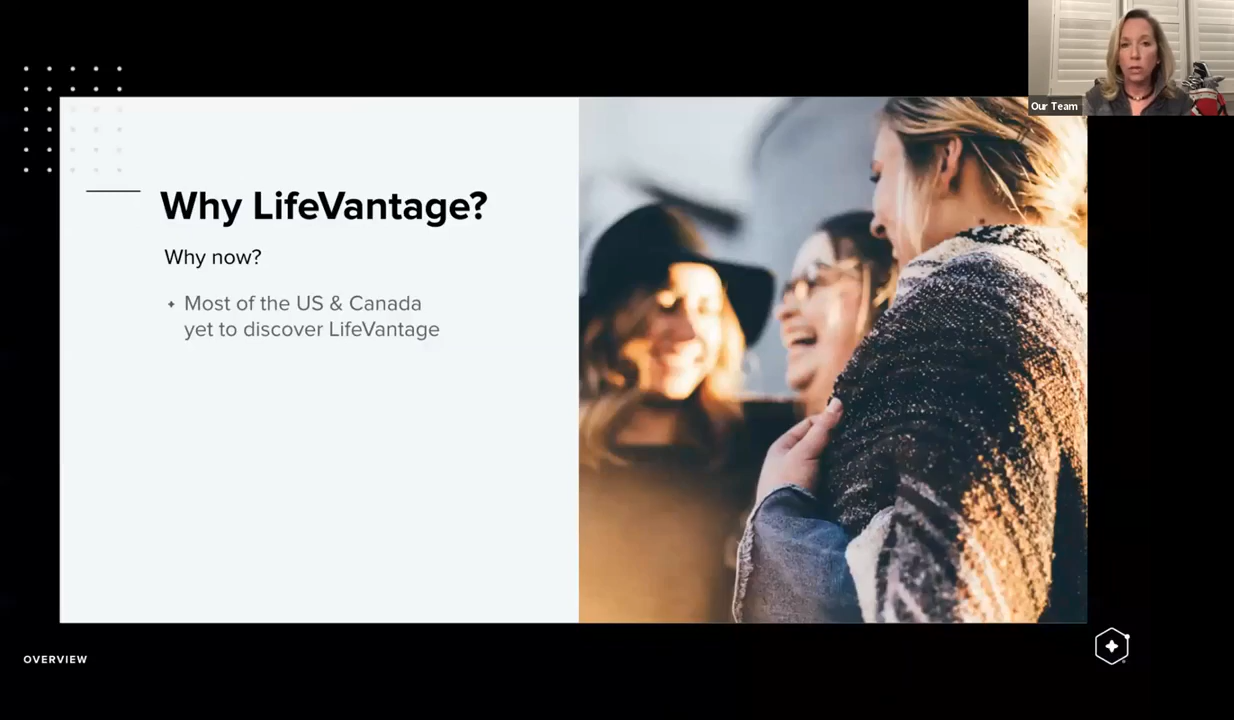 Our Team
Why LifeVantage?
Why now?
Most of the US & Canada
yet to discover LifeVantage
OVERVIEW